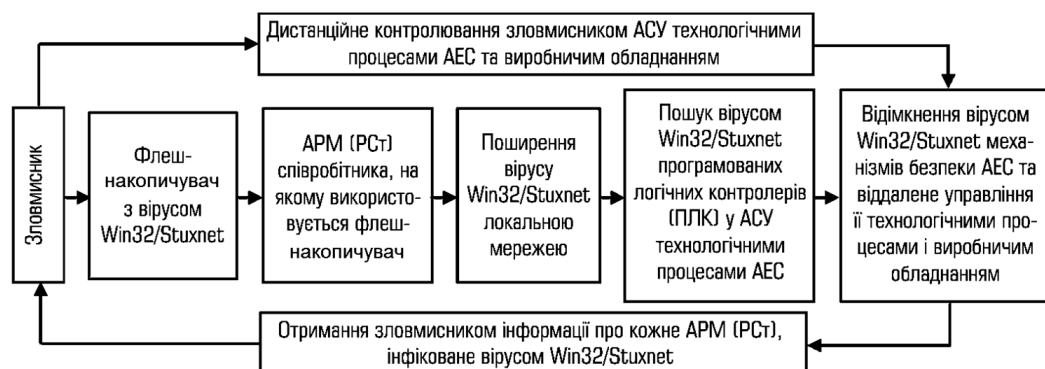 Дистанційне контролювання зловмисником АСУ технологічними
процесами АЕС та виробничим обладнанням
Зловмисник
Флеш-
накопичувач
з вірусом
Win32/Stuxnet
АРМ (РСт)
співробітника, на
якому використо-
вується флеш-
накопичувач
Поширення
вірусу
Win32/Stuxnet
локальною
мережею
Пошук вірусом
Win32/Stuxnet
програмованих
логічних контролерів
(ПЛК) у АСУ
технологічними
процесами АЕС
Відімкнення вірусом
Win32/Stuxnet меха-
нізмів безпеки АЕС та
віддалене управління
її технологічними про-
цесами і виробничим
обладнанням
Отримання зловмисником інформації про кожне АРМ (РСт),
інфіковане вірусом Win32/Stuxnet